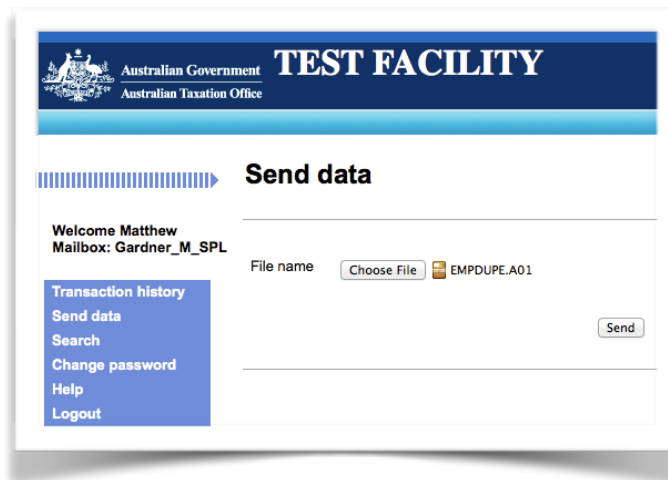 Australian Government
Australian Taxation Office
TEST FACILITY
Send data
Welcome Matthew
Mailbox: Gardner_M_SPL
Transaction history
Send data
Search
Change password
Help
Logout
File name Choose File EMPDUPE.A01
Send